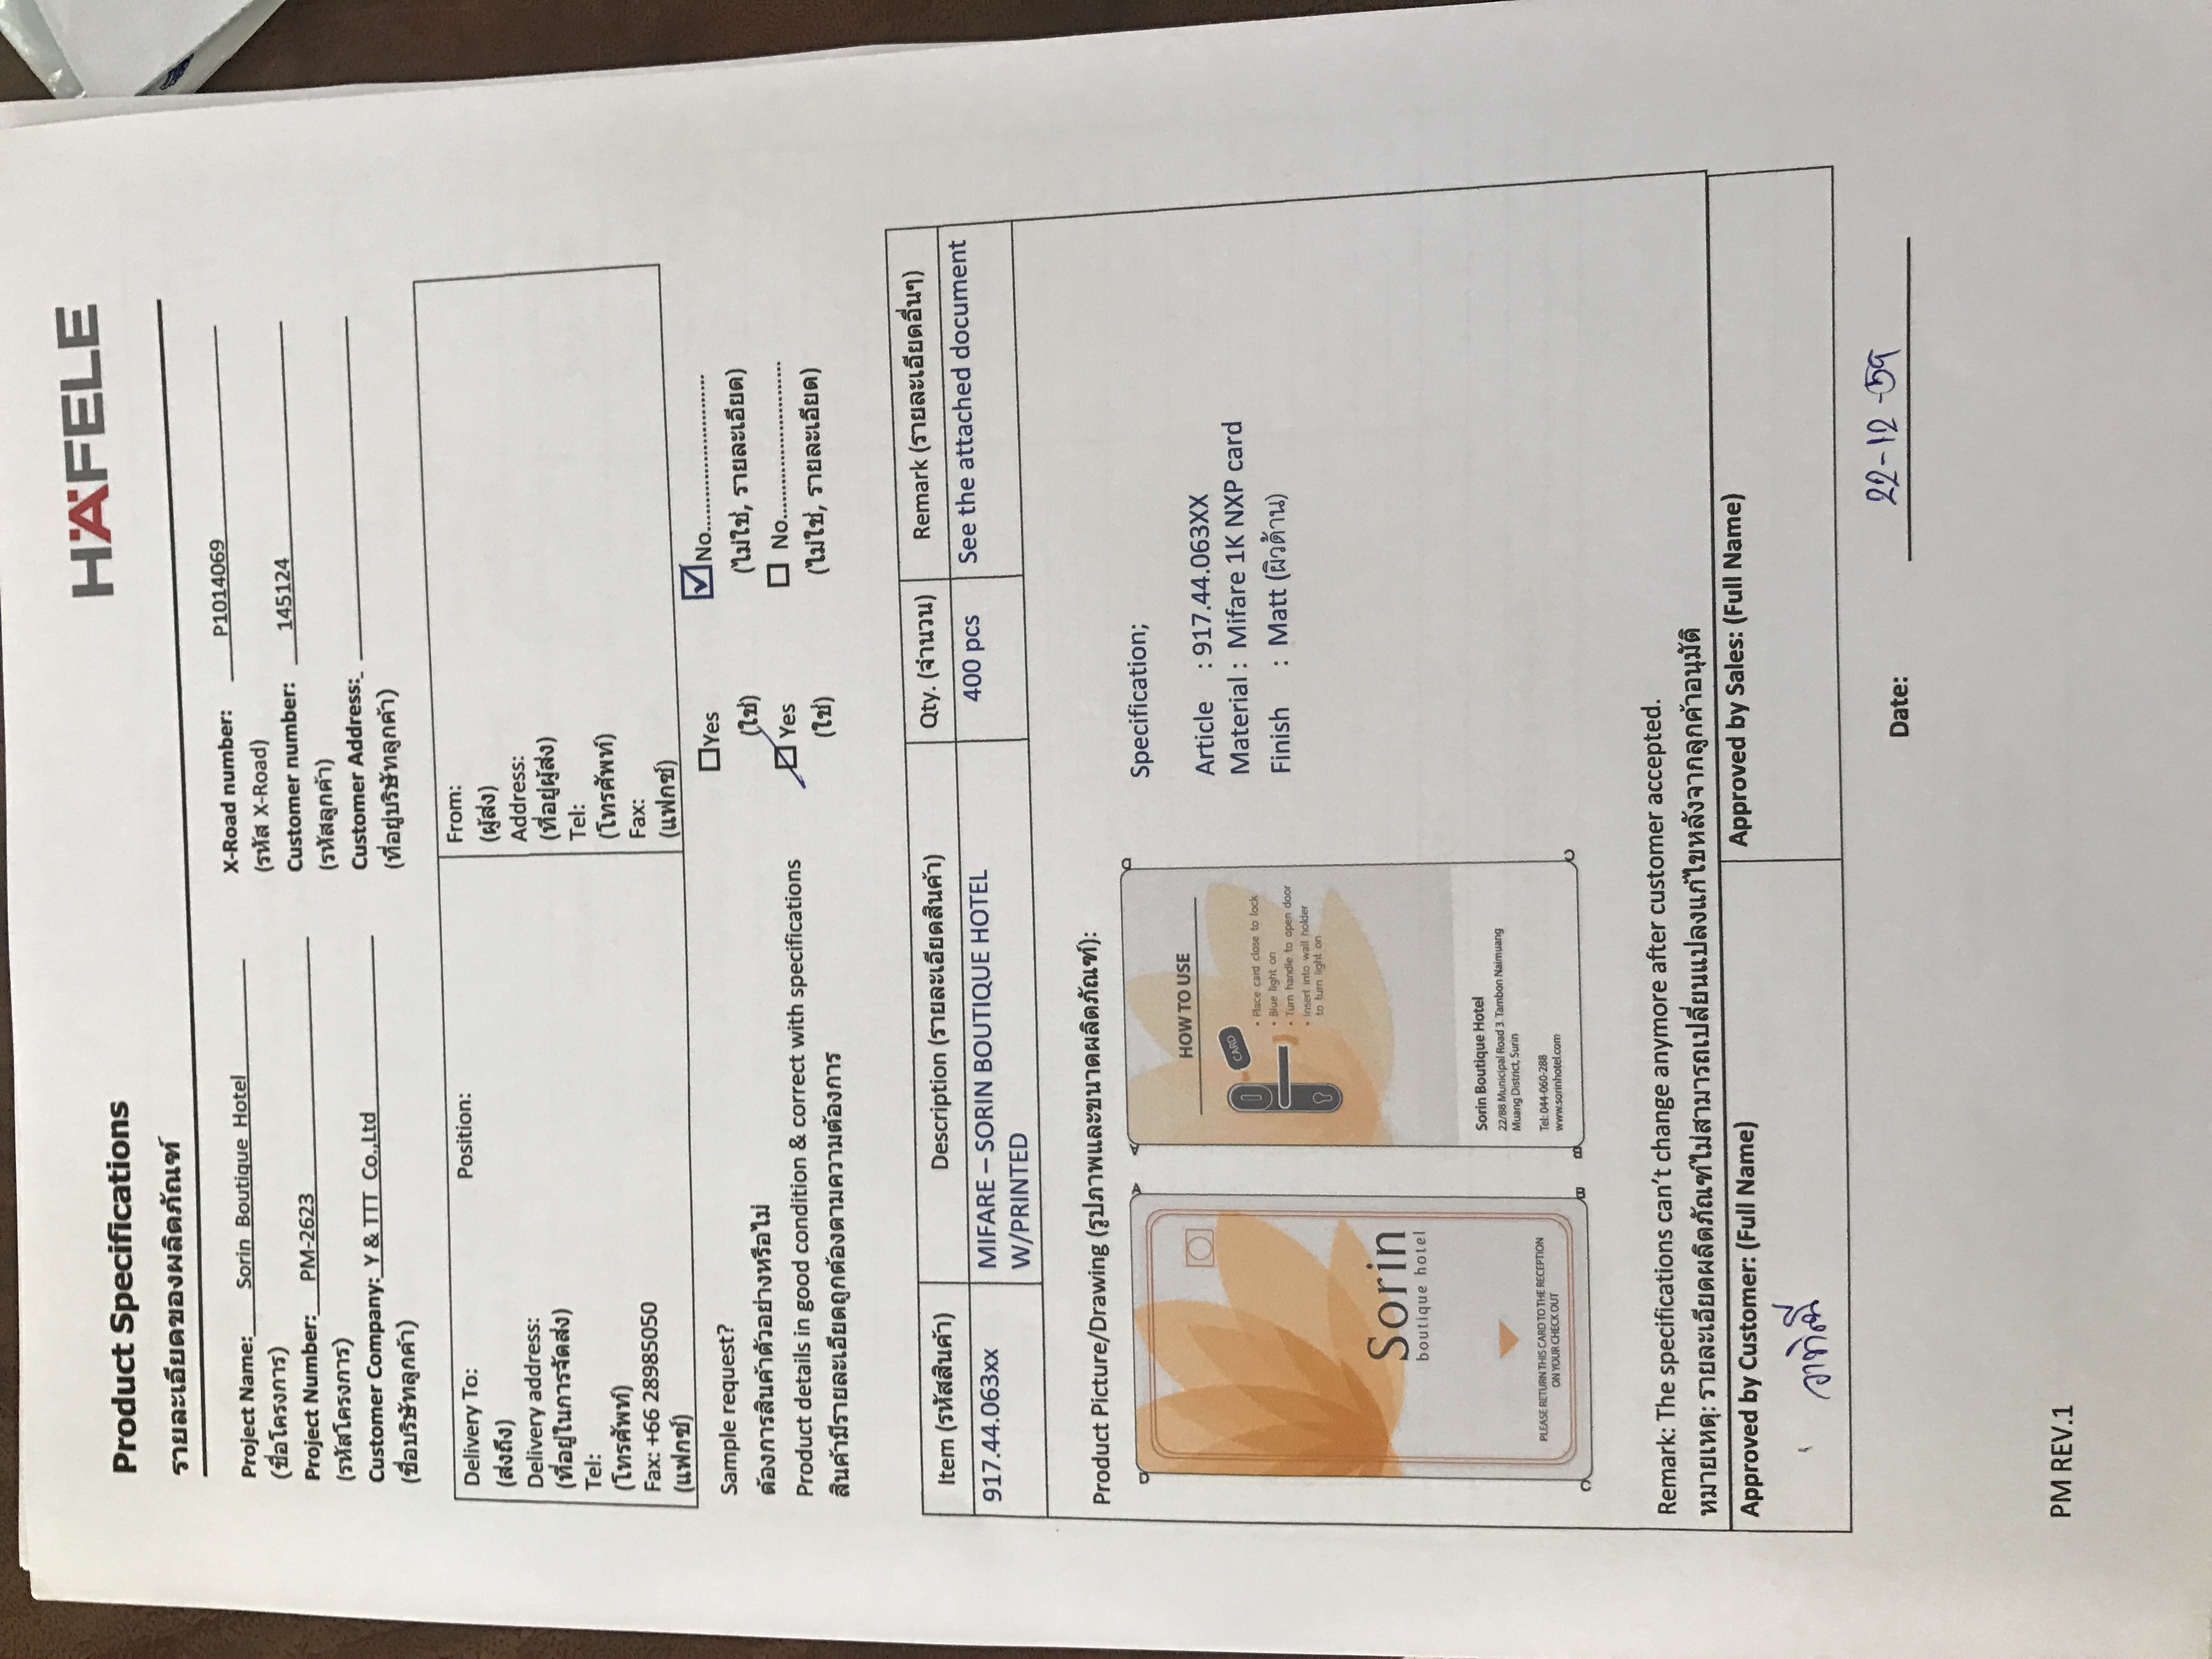 HÄFELE
Product Specifications
รายละเอียดของผลิตภัณฑ์
Project Name: Sorin Boutique Hotel
(ชื่อโครงการ)
Project Number: PM-2623
(รหัสโครงการ)
Customer Company: Y & TTT Co.,Ltd
(ชื่อบริษัทลูกค้า)
X-Road number: P1014069
(รหัส X-Road)
Customer number: 145124
(รหัสลูกค้า)
Customer Address:
(ที่อยู่บริษัทลูกค้า)
Delivery To: Position:
(ส่งถึง)
Delivery address:
(ที่อยู่ในการจัดส่ง)
Tel:
(โทรศัพท์)
Fax: +66 28985050
(แฟกซ์)
From:
(ผู้ส่ง)
Address:
(ที่อยู่ผู้ส่ง)
Tel:
(โทรศัพท์)
Fax:
(แฟกซ์)
Sample request? ☐Yes ☑No...........................
ต้องการสินค้าตัวอย่างหรือไม่ (ใช่) (ไม่ใช่, รายละเอียด)
Product details in good condition & correct with specifications ☑ Yes ☐ No...........................
สินค้ามีรายละเอียดถูกต้องตามความต้องการ (ใช่) (ไม่ใช่, รายละเอียด)
Item (รหัสสินค้า) Description (รายละเอียดสินค้า) Qty. (จำนวน) Remark (รายละเอียดอื่นๆ)
917.44.063xx MIFARE – SORIN BOUTIQUE HOTEL 400 pcs See the attached document
W/PRINTED
Product Picture/Drawing (รูปภาพและขนาดผลิตภัณฑ์):
D A
Sorin
boutique hotel
PLEASE RETURN THIS CARD TO THE RECEPTION
ON YOUR CHECK OUT
C B
A D
HOW TO USE
CARD
• Place card close to lock
• Blue light on
• Turn handle to open door
• Insert into wall holder
to turn light on
Sorin Boutique Hotel
22/88 Municipal Road 3. Tambon Naimuang
Muang District, Surin
Tel: 044-060-288
www.sorinhotel.com
B C
Specification;
Article : 917.44.063XX
Material : Mifare 1K NXP card
Finish : Matt (ผิวด้าน)
Remark: The specifications can't change anymore after customer accepted.
หมายเหตุ: รายละเอียดผลิตภัณฑ์ไม่สามารถเปลี่ยนแปลงแก้ไขหลังจากลูกค้าอนุมัติ
Approved by Customer: (Full Name)
Approved by Sales: (Full Name)
Date: 22-12-59
PM REV.1